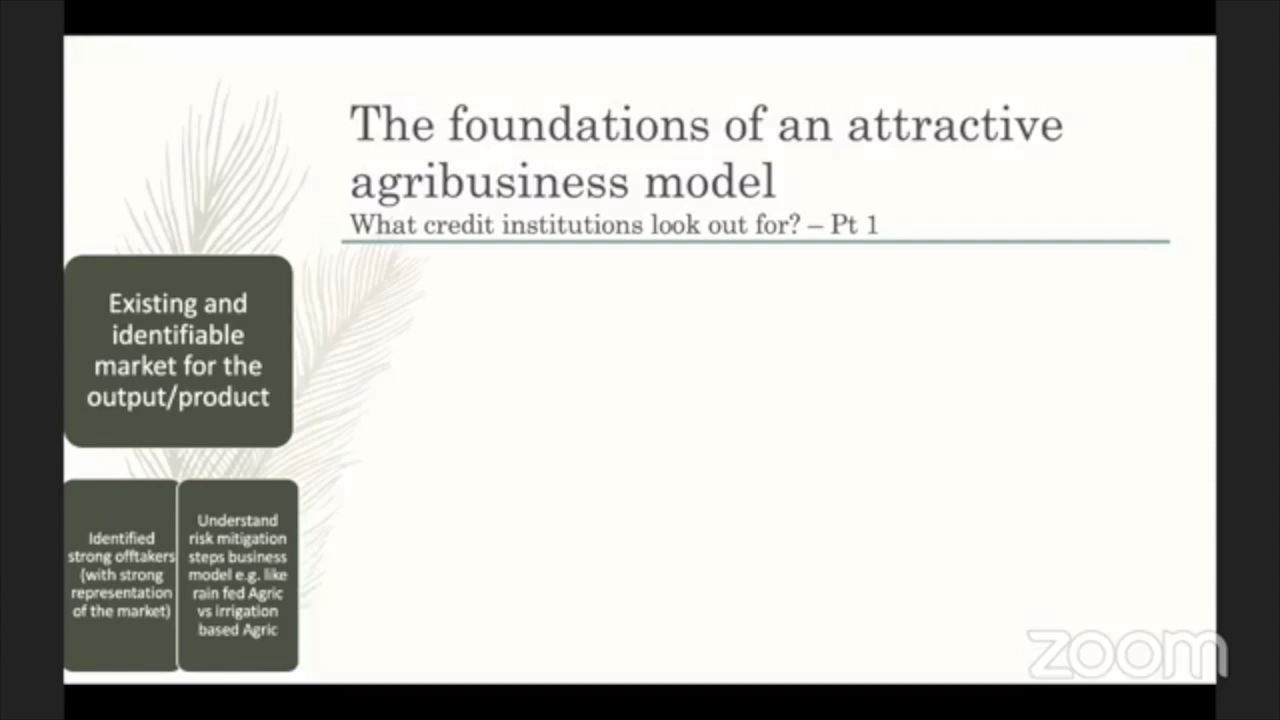 The foundations of an attractive
agribusiness model
What credit institutions look out for? – Pt 1
Existing and
identifiable
market for the
output/product
Identified
strong offtakers
(with strong
representation
of the market)
Understand
risk mitigation
steps business
model e.g. like
rain fed Agric
vs irrigation
based Agric
zoom